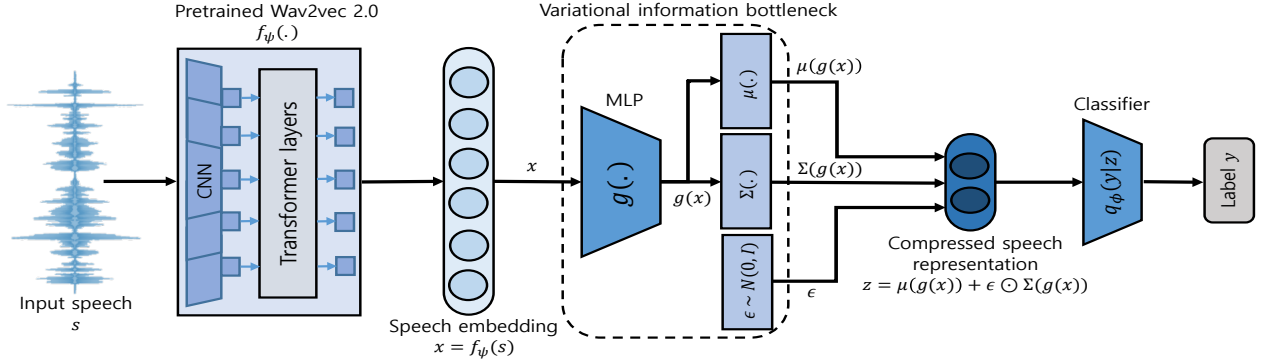 Pretrained Wav2vec 2.0
f_ψ(.)
Variational information bottleneck
CNN
Transformer layers
Input speech
s
Speech embedding
x = f_ψ(s)
x
MLP
g(.)
g(x)
μ(.)
Σ(.)
ϵ ~ N(0, I)
μ(g(x))
Σ(g(x))
ϵ
Compressed speech
representation
z = μ(g(x)) + ϵ ⊙ Σ(g(x))
Classifier
q_ϕ(y|z)
Label y